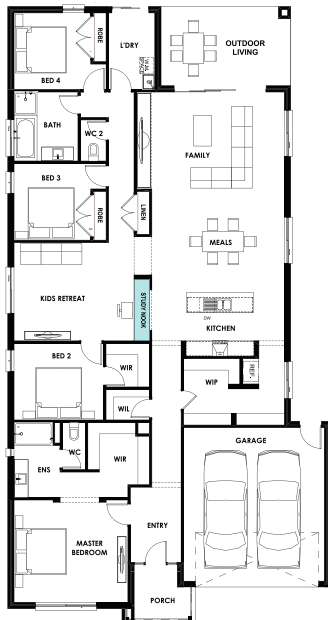 BED 4
ROBE
L'DRY
W.M. SPACE
OUTDOOR
LIVING
BATH
WC 2
FAMILY
BED 3
ROBE
LINEN
MEALS
KIDS RETREAT
STUDY NOOK
DW
KITCHEN
BED 2
WIR
WIP
REF.
WIL
GARAGE
WC
ENS
WIR
ENTRY
MASTER
BEDROOM
PORCH